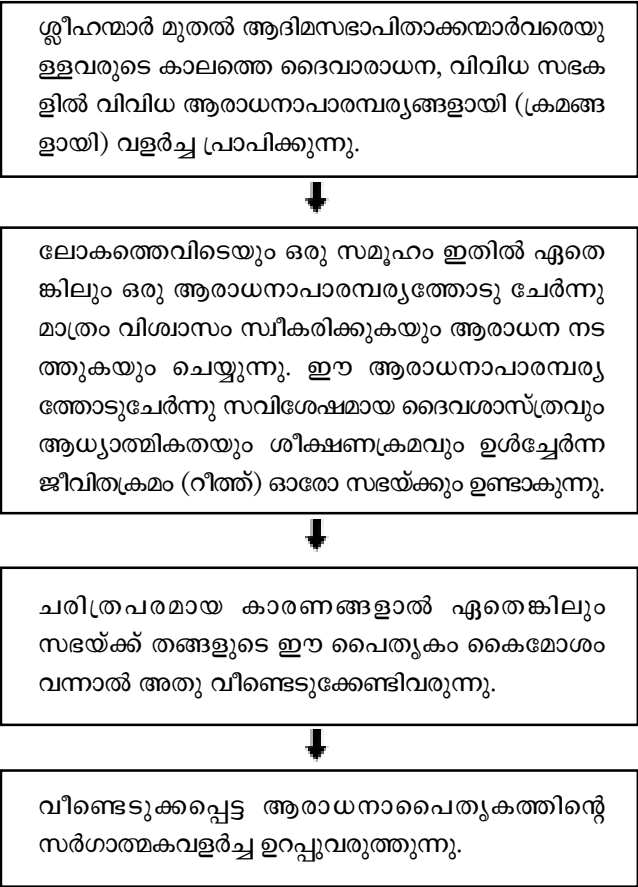 ശ്ലീഹന്മാർ മുതൽ ആദിമസഭാപിതാക്കന്മാർവരെയു
ള്ളവരുടെ കാലത്തെ ദൈവാരാധന, വിവിധ സഭക
ളിൽ വിവിധ ആരാധനാപാരമ്പര്യങ്ങളായി (ക്രമങ്ങ
ളായി) വളർച്ച പ്രാപിക്കുന്നു.
ലോകത്തെവിടെയും ഒരു സമൂഹം ഇതിൽ ഏതെ
ങ്കിലും ഒരു ആരാധനാപാരമ്പര്യത്തോടു ചേർന്നു
മാത്രം വിശ്വാസം സ്വീകരിക്കുകയും ആരാധന നട
ത്തുകയും ചെയ്യുന്നു. ഈ ആരാധനാപാരമ്പര്യ
ത്തോടുചേർന്നു സവിശേഷമായ ദൈവശാസ്ത്രവും
ആധ്യാത്മികതയും ശീക്ഷണക്രമവും ഉൾച്ചേർന്ന
ജീവിതക്രമം (റീത്ത്) ഓരോ സഭയ്ക്കും ഉണ്ടാകുന്നു.
ചരിത്രപരമായ കാരണങ്ങളാൽ ഏതെങ്കിലും
സഭയ്ക്ക് തങ്ങളുടെ ഈ പൈതൃകം കൈമോശം
വന്നാൽ അതു വീണ്ടെടുക്കേണ്ടിവരുന്നു.
വീണ്ടെടുക്കപ്പെട്ട ആരാധനാപൈതൃകത്തിന്റെ
സർഗാത്മകവളർച്ച ഉറപ്പുവരുത്തുന്നു.